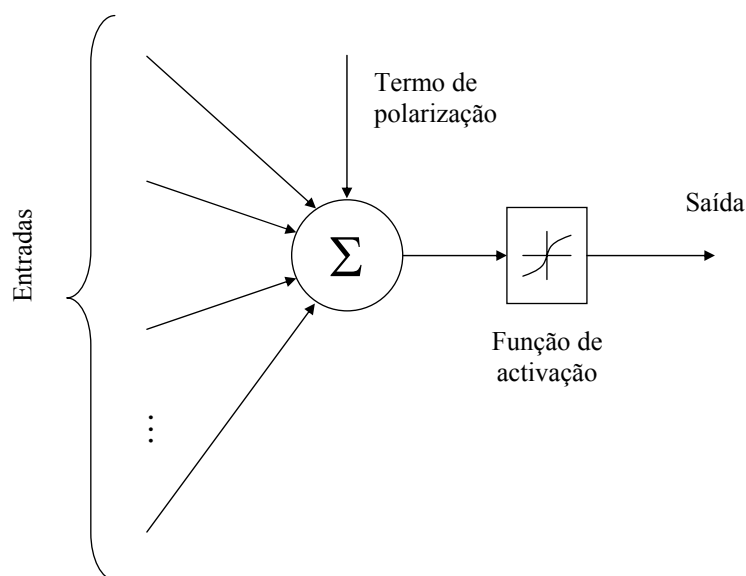 Entradas
Termo de
polarização
Σ
Saída
Função de
activação
...